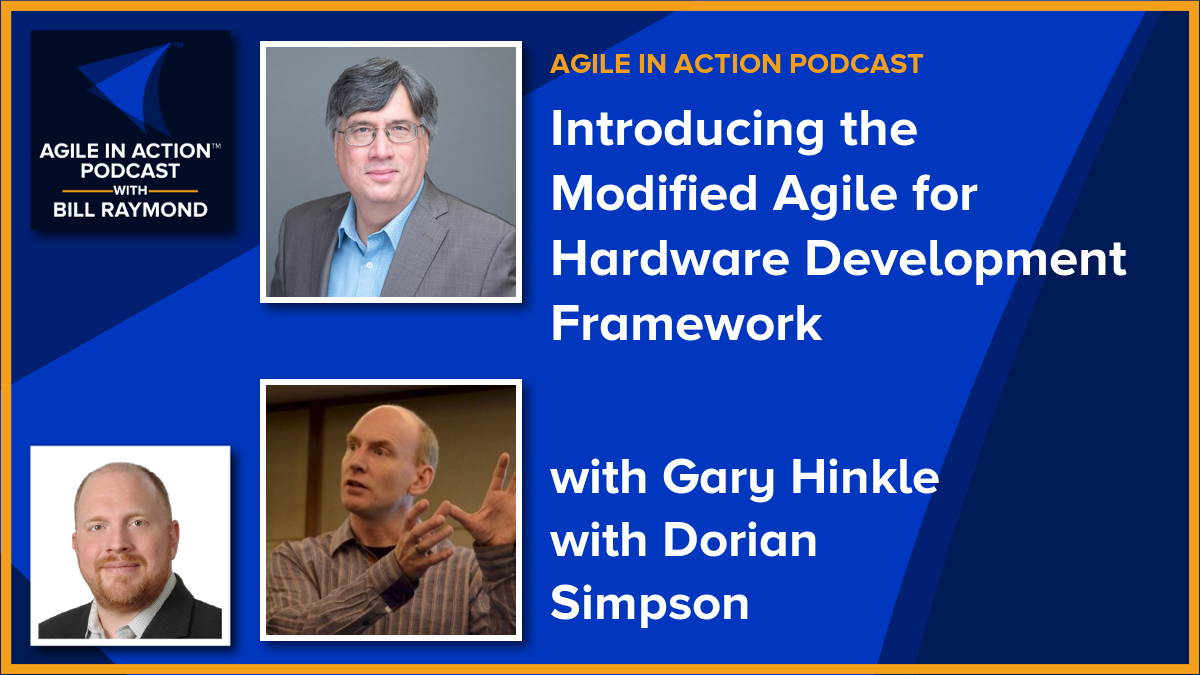 AGILE IN ACTION™
PODCAST
WITH
BILL RAYMOND
AGILE IN ACTION PODCAST
Introducing the
Modified Agile for
Hardware Development
Framework
with Gary Hinkle
with Dorian
Simpson